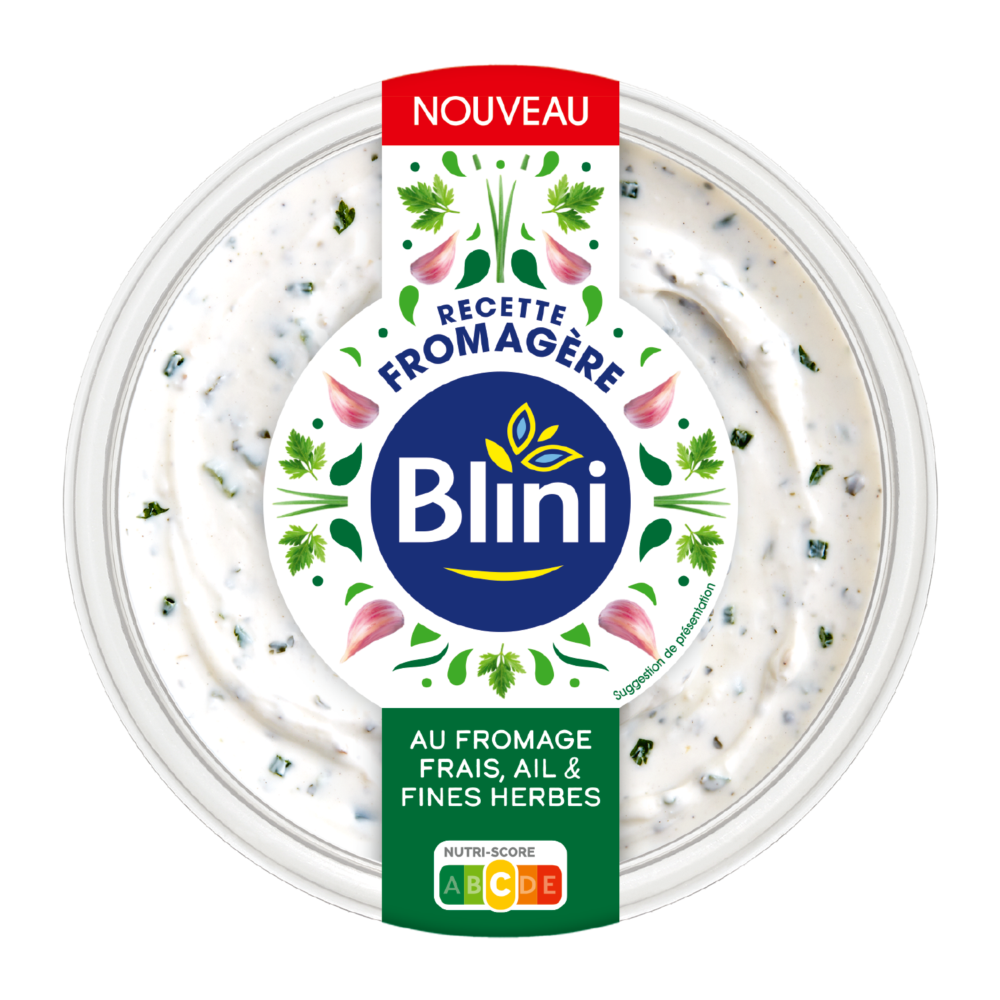 NOUVEAU
RECETTE
FROMAGÈRE
Blini
Suggestion de présentation
AU FROMAGE
FRAIS, AIL &
FINES HERBES
NUTRI-SCORE
A B C D E